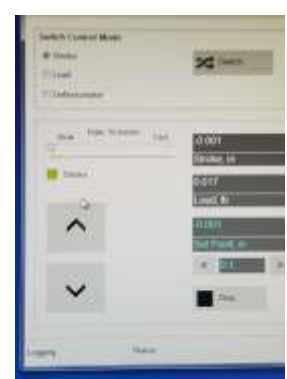 Switch Control Mode
Stroke
Switch
Load
Slow
Fast
-0.001
Stroke, in
Stroke
0.017
Load, lb
-0.001
Set Point, in
0.1
Stop
Logging
Status